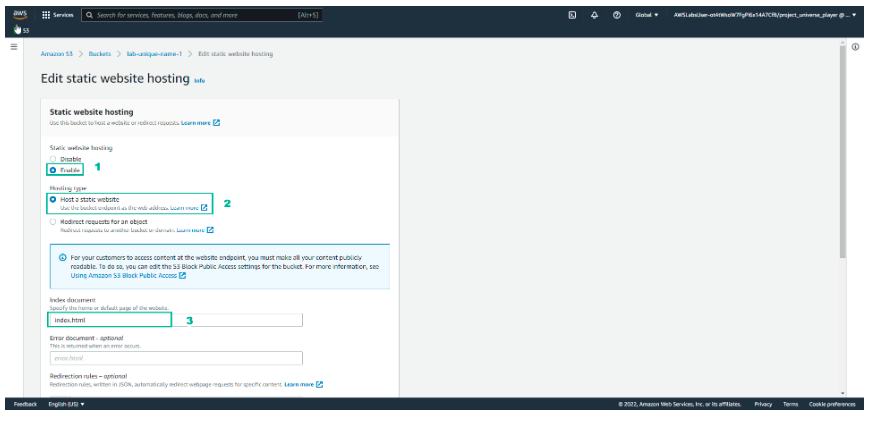 aws
Services
Search for services, features, blogs, docs, and more
[Alt+S]
Global ▼
S3
Amazon S3 > Buckets > lab-unique-name-1 > Edit static website hosting
Edit static website hosting Info
Static website hosting
Use this bucket to host a website or redirect requests. Learn more
Static website hosting
Disable
Enable
1
Hosting type
Host a static website
Use the bucket endpoint as the web address. Learn more
2
Redirect requests for an object
Redirect requests to another bucket or domain. Learn more
For your customers to access content at the website endpoint, you must make all your content publicly
readable. To do so, you can edit the S3 Block Public Access settings for the bucket. For more information, see
Using Amazon S3 Block Public Access
Index document
Specify the home or default page of the website.
index.html
3
Error document - optional
This is returned when an error occurs.
error.html
Redirection rules – optional
Redirection rules, written in JSON, automatically redirect webpage requests for specific content. Learn more
Feedback English (US) ▼
© 2022, Amazon Web Services, Inc. or its affiliates. Privacy Terms Cookie preferences